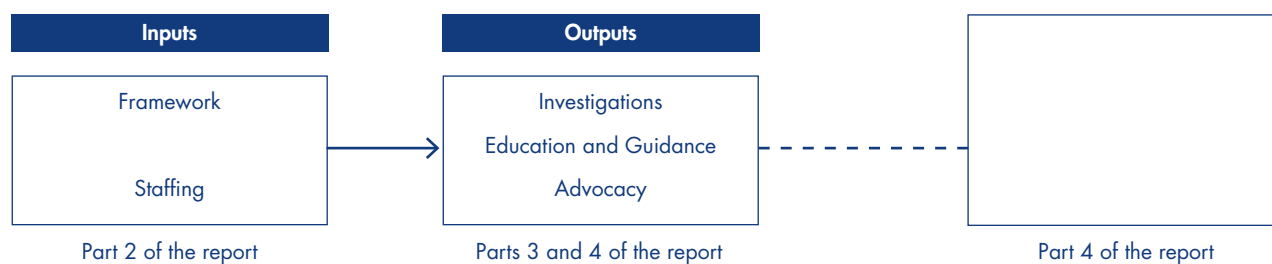 Inputs
Framework
Staffing
Part 2 of the report
Outputs
Investigations
Education and Guidance
Advocacy
Parts 3 and 4 of the report
Part 4 of the report